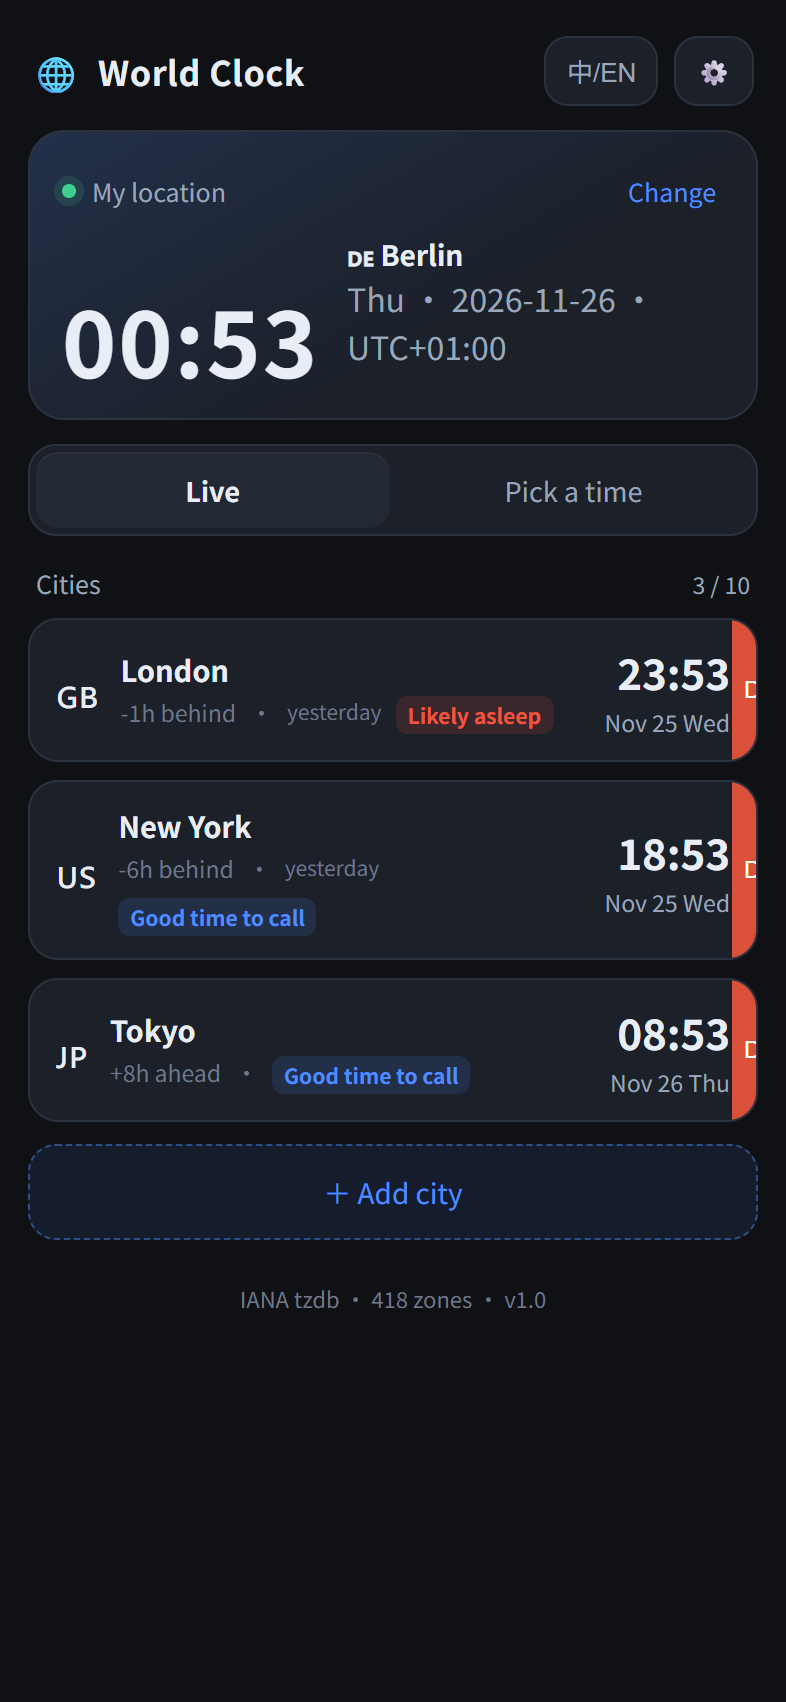 World Clock
中/EN
My location
Change
DE Berlin
Thu • 2026-11-26 •
UTC+01:00
00:53
Live
Pick a time
Cities
3 / 10
GB
London
-1h behind • yesterday Likely asleep
23:53
Nov 25 Wed
US
New York
-6h behind • yesterday
Good time to call
18:53
Nov 25 Wed
JP
Tokyo
+8h ahead • Good time to call
08:53
Nov 26 Thu
+ Add city
IANA tzdb • 418 zones • v1.0